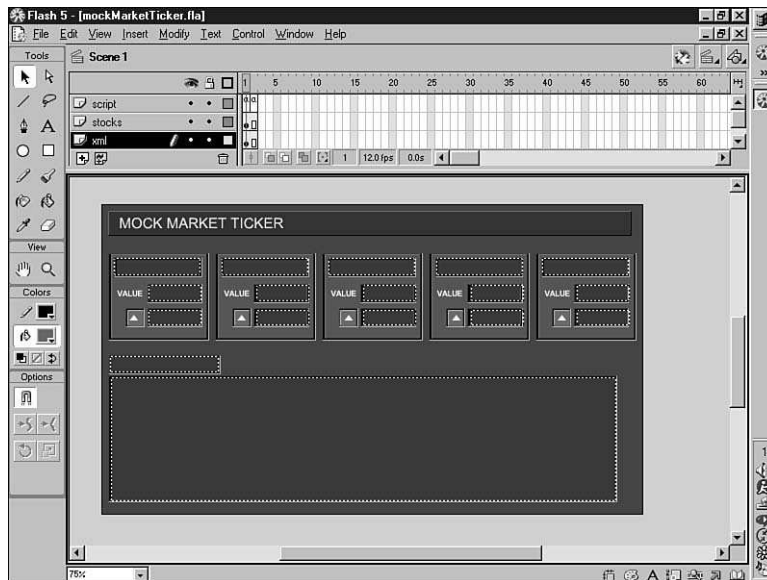 Flash 5 - [mockMarketTicker.fla]
File Edit View Insert Modify Text Control Window Help
Tools
Scene 1
1 5 10 15 20 25 30 35 40 45 50 55 60
script
stocks
xml
1 12.0 fps 0.0s
View
Colors
Options
MOCK MARKET TICKER
VALUE VALUE VALUE VALUE VALUE
75%